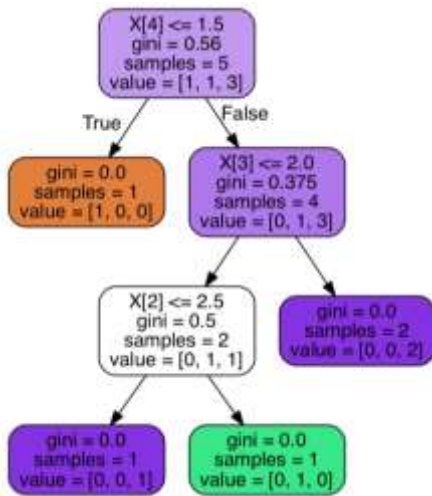 X[4] <= 1.5
gini = 0.56
samples = 5
value = [1, 1, 3]
True
False
gini = 0.0
samples = 1
value = [1, 0, 0]
X[3] <= 2.0
gini = 0.375
samples = 4
value = [0, 1, 3]
X[2] <= 2.5
gini = 0.5
samples = 2
value = [0, 1, 1]
gini = 0.0
samples = 2
value = [0, 0, 2]
gini = 0.0
samples = 1
value = [0, 0, 1]
gini = 0.0
samples = 1
value = [0, 1, 0]